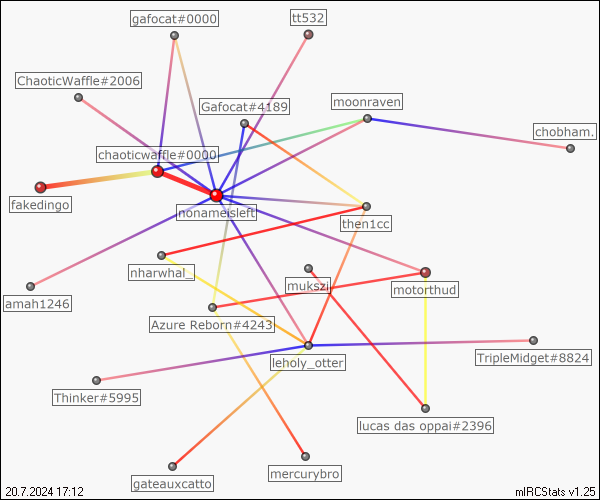 gafocat#0000
tt532
ChaoticWaffle#2006
Gafocat#4189
moonraven
chobham.
chaoticwaffle#0000
fakedingo
nonameisleft
then1cc
nharwhal_
mukszi
motorthud
amah1246
Azure Reborn#4243
leholy_otter
TripleMidget#8824
Thinker#5995
lucas das oppai#2396
gateauxcatto
mercurybro
20.7.2024 17:12
mIRCStats v1.25